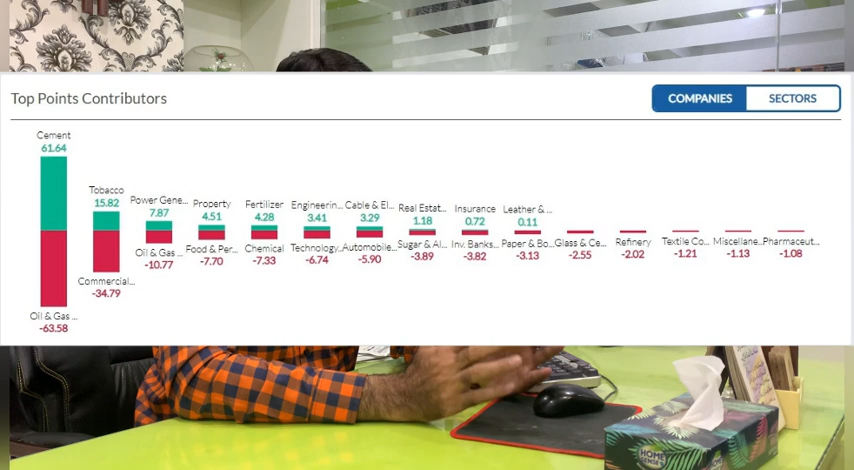 Top Points Contributors
COMPANIES SECTORS
Cement
61.64
Tobacco
15.82
Power Gene...
7.87
Property
4.51
Fertilizer
4.28
Engineerin...
3.41
Cable & El...
3.29
Real Estat...
1.18
Insurance
0.72
Leather & ...
0.11
Oil & Gas ...
-63.58
Commercial...
-34.79
Oil & Gas ...
-10.77
Food & Per...
-7.70
Chemical
-7.33
Technology...
-6.74
Automobile...
-5.90
Sugar & Al...
-3.89
Inv. Banks...
-3.82
Paper & Bo...
-3.13
Glass & Ce...
-2.55
Refinery
-2.02
Textile Co...
-1.21
Miscellane...
-1.13
Pharmaceut...
-1.08
HOME